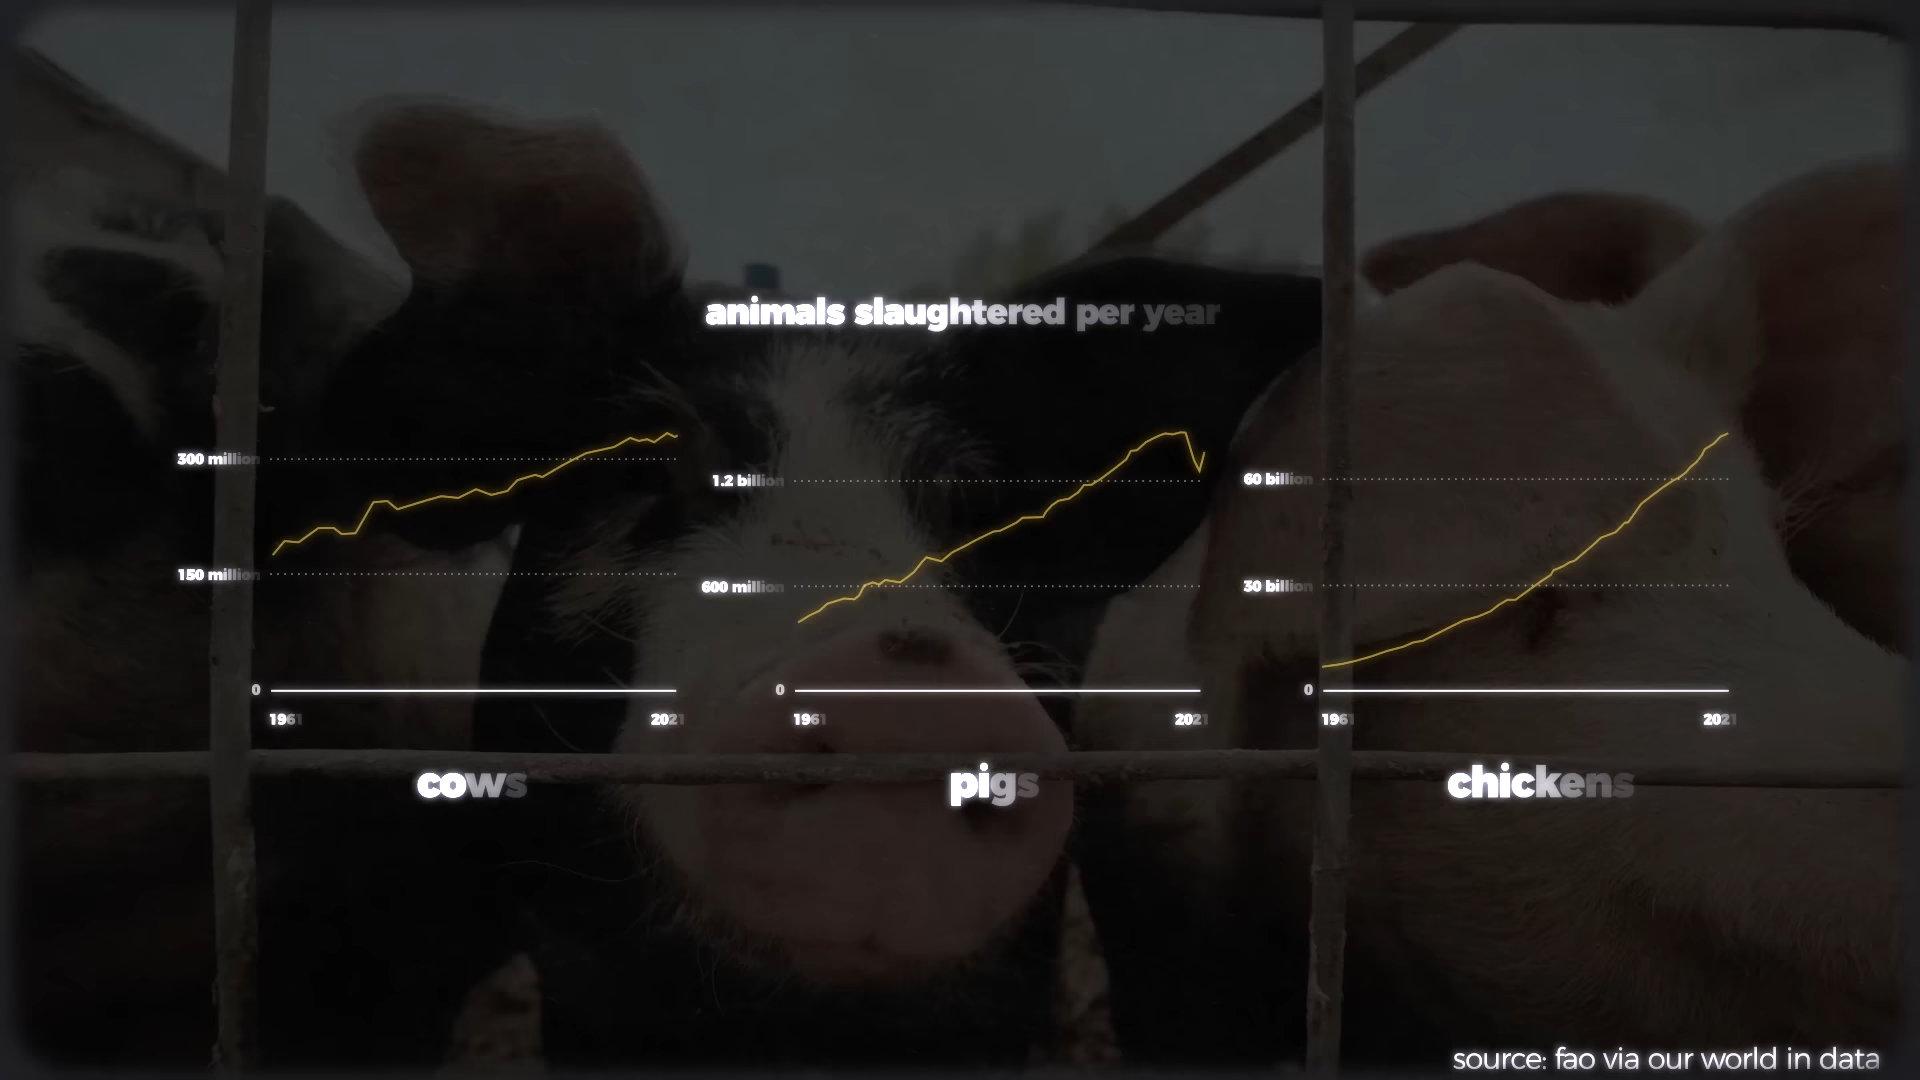 animals slaughtered per year
300 million
150 million
0
1961
2021
cows
1.2 billion
600 million
0
1961
2021
pigs
60 billion
30 billion
0
1961
2021
chickens
source: fao via our world in data